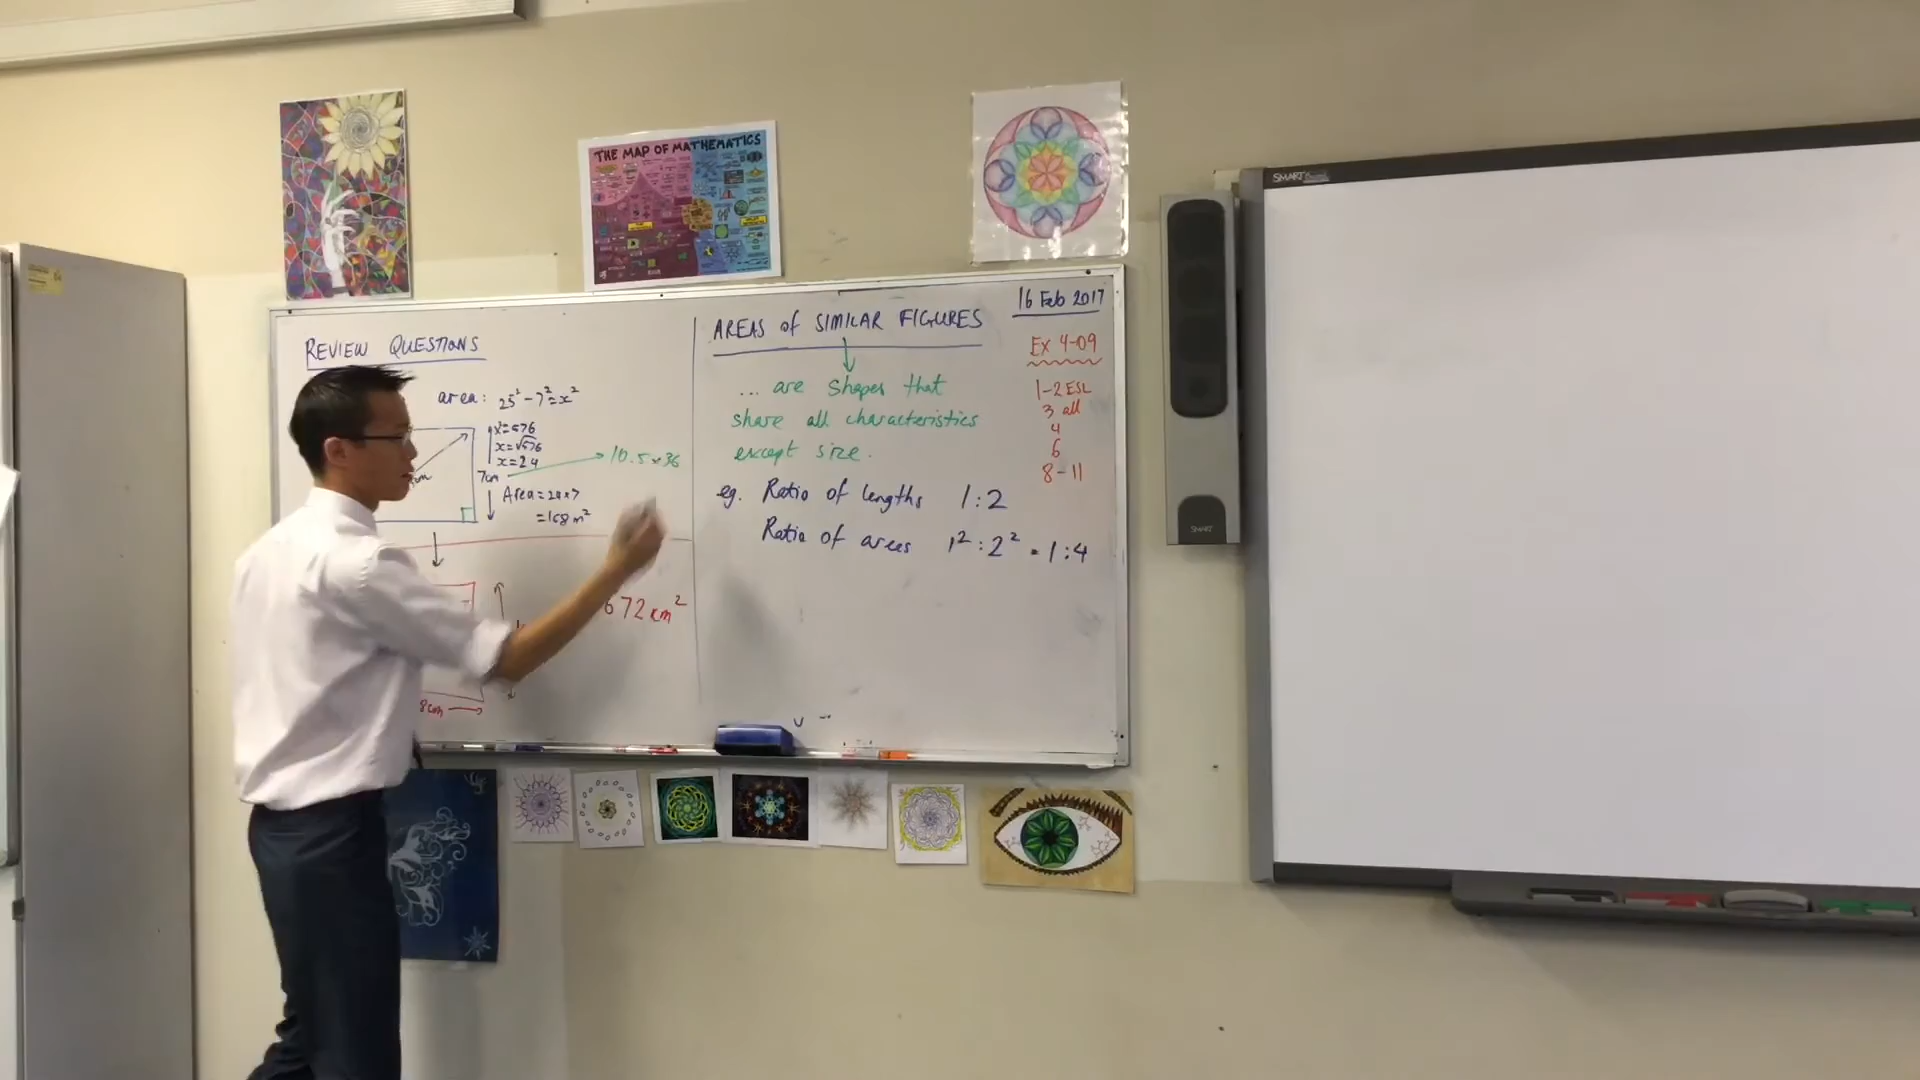 THE MAP OF MATHEMATICS
SMART
REVIEW QUESTIONS
area: 25² - 7² = x²
x² = 576
x = √576
x = 24
7cm
10.5 × 36
Area = 24 × 7
= 168 m²
672 cm²
8cm
AREAS of SIMILAR FIGURES
... are shapes that
share all characteristics
except size.
eg. Ratio of lengths 1:2
Ratio of areas 1² : 2² = 1:4
16 Feb 2017
Ex 4-09
1-2 ESL
3 all
4
6
8-11
SMART